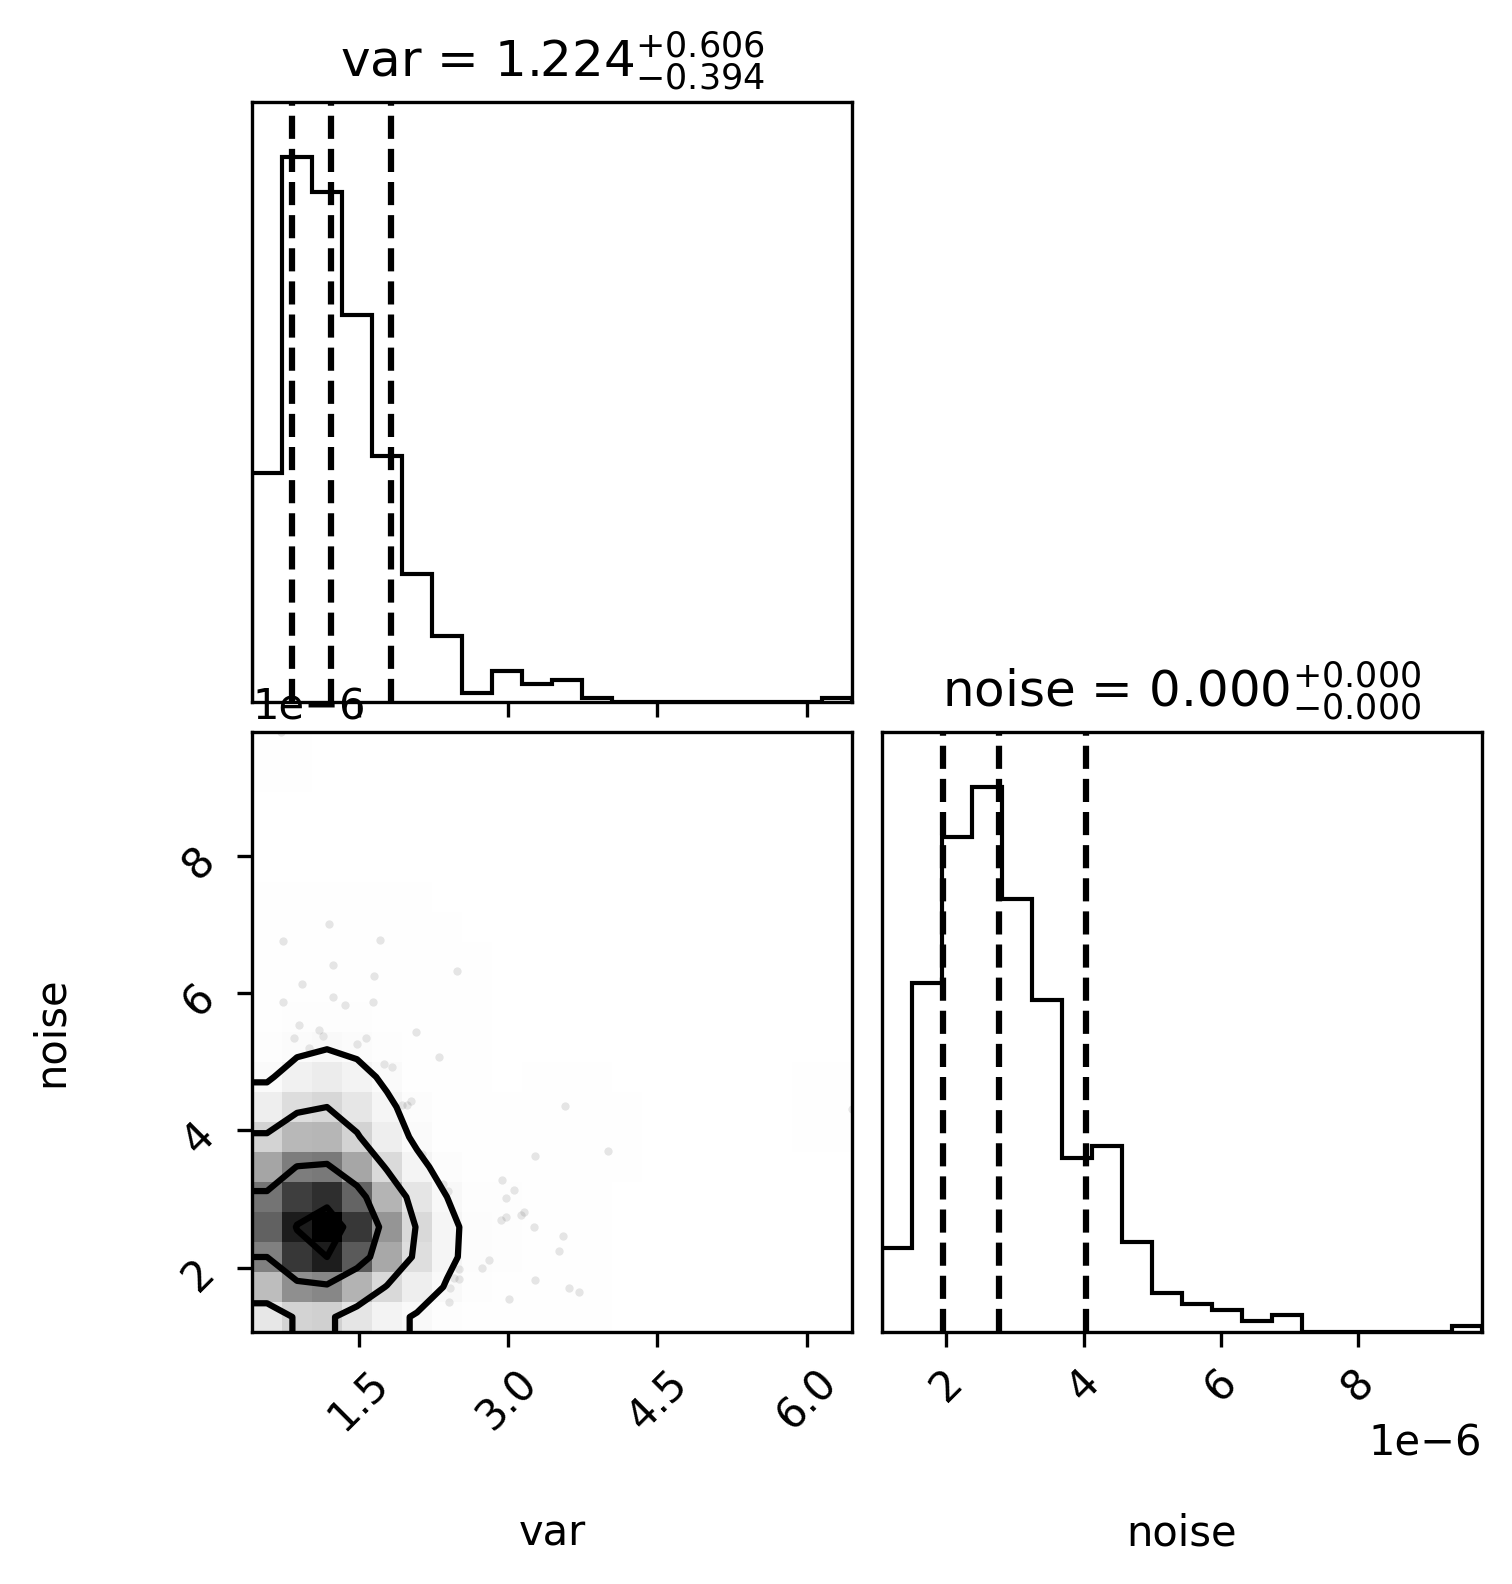 var = 1.224 +0.606 −0.394
1e−6
noise = 0.000 +0.000 −0.000
8
6
4
2
noise
1.5 3.0 4.5 6.0
2 4 6 8
1e−6
var
noise